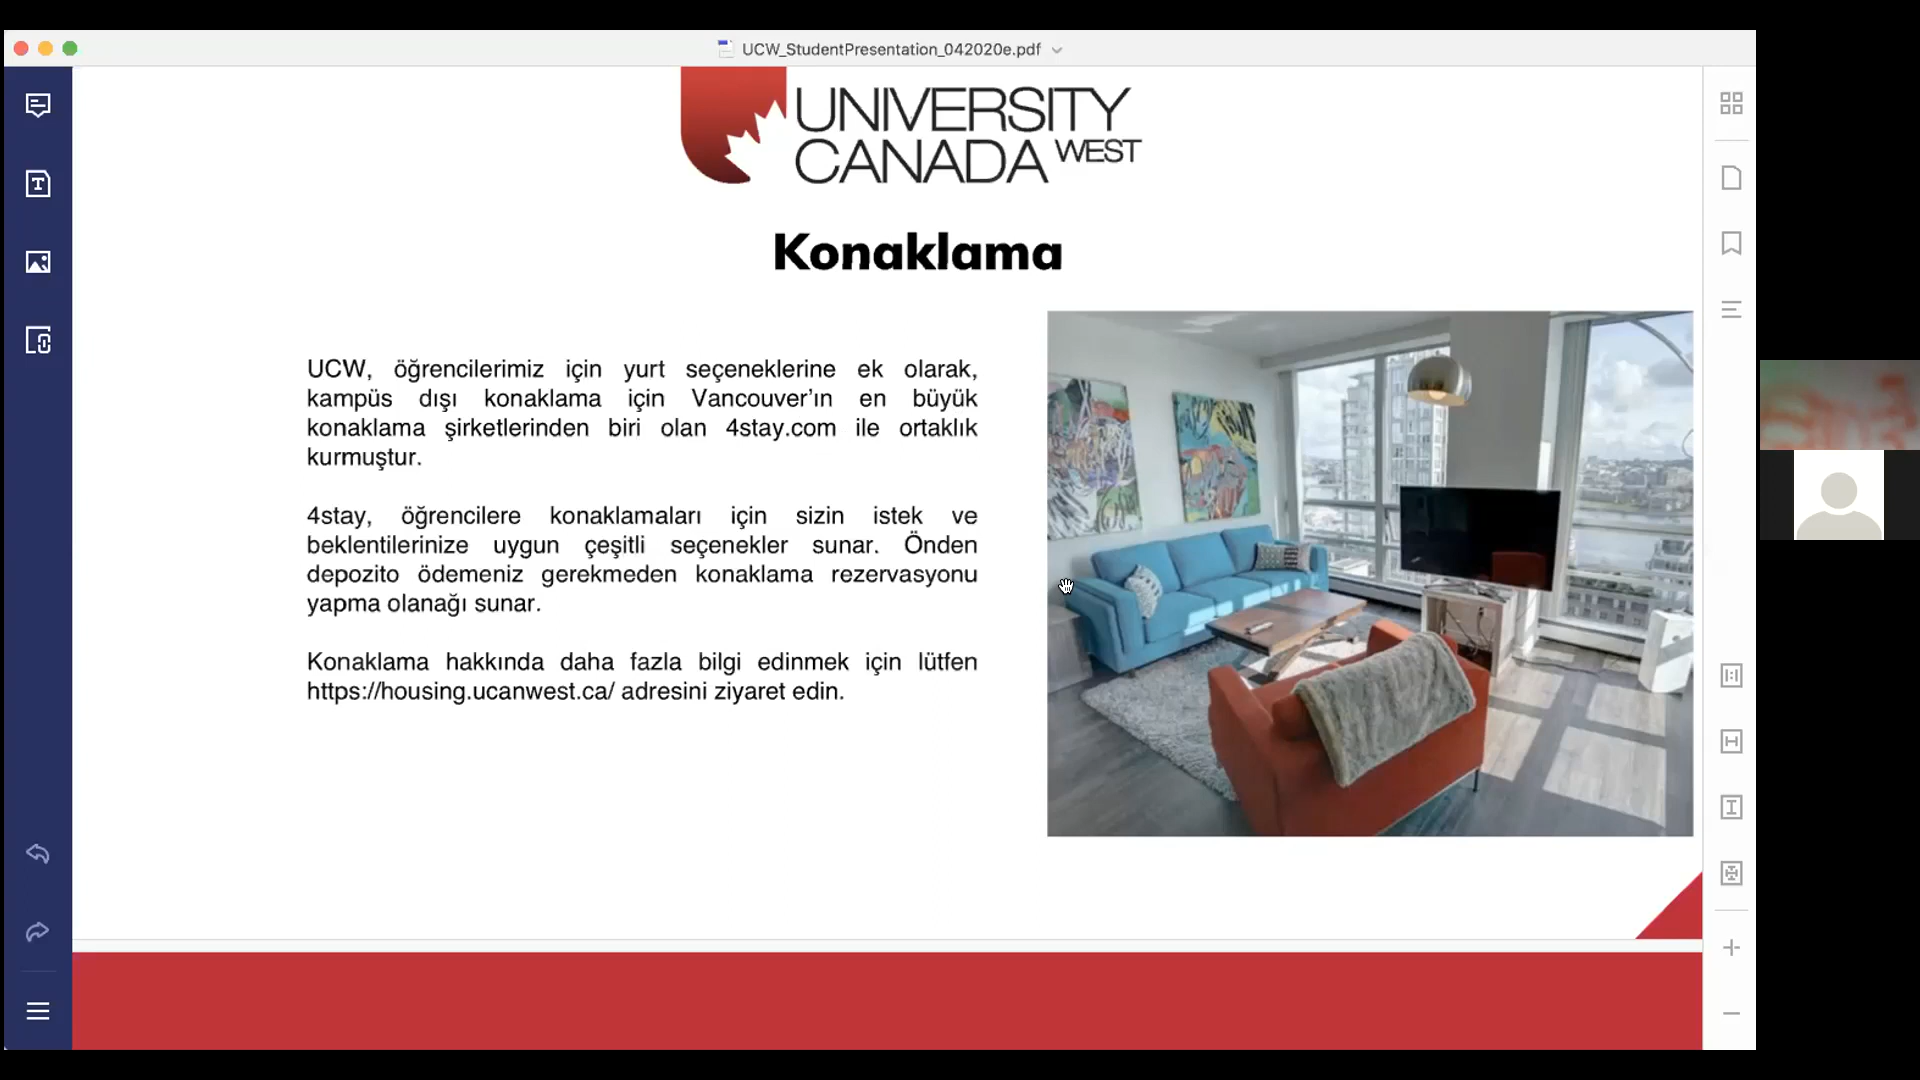 UCW_StudentPresentation_042020e.pdf
UNIVERSITY
CANADA WEST
Konaklama
UCW, öğrencilerimiz için yurt seçeneklerine ek olarak,
kampüs dışı konaklama için Vancouver’ın en büyük
konaklama şirketlerinden biri olan 4stay.com ile ortaklık
kurmuştur.
4stay, öğrencilere konaklamaları için sizin istek ve
beklentilerinize uygun çeşitli seçenekler sunar. Önden
depozito ödemeniz gerekmeden konaklama rezervasyonu
yapma olanağı sunar.
Konaklama hakkında daha fazla bilgi edinmek için lütfen
https://housing.ucanwest.ca/ adresini ziyaret edin.